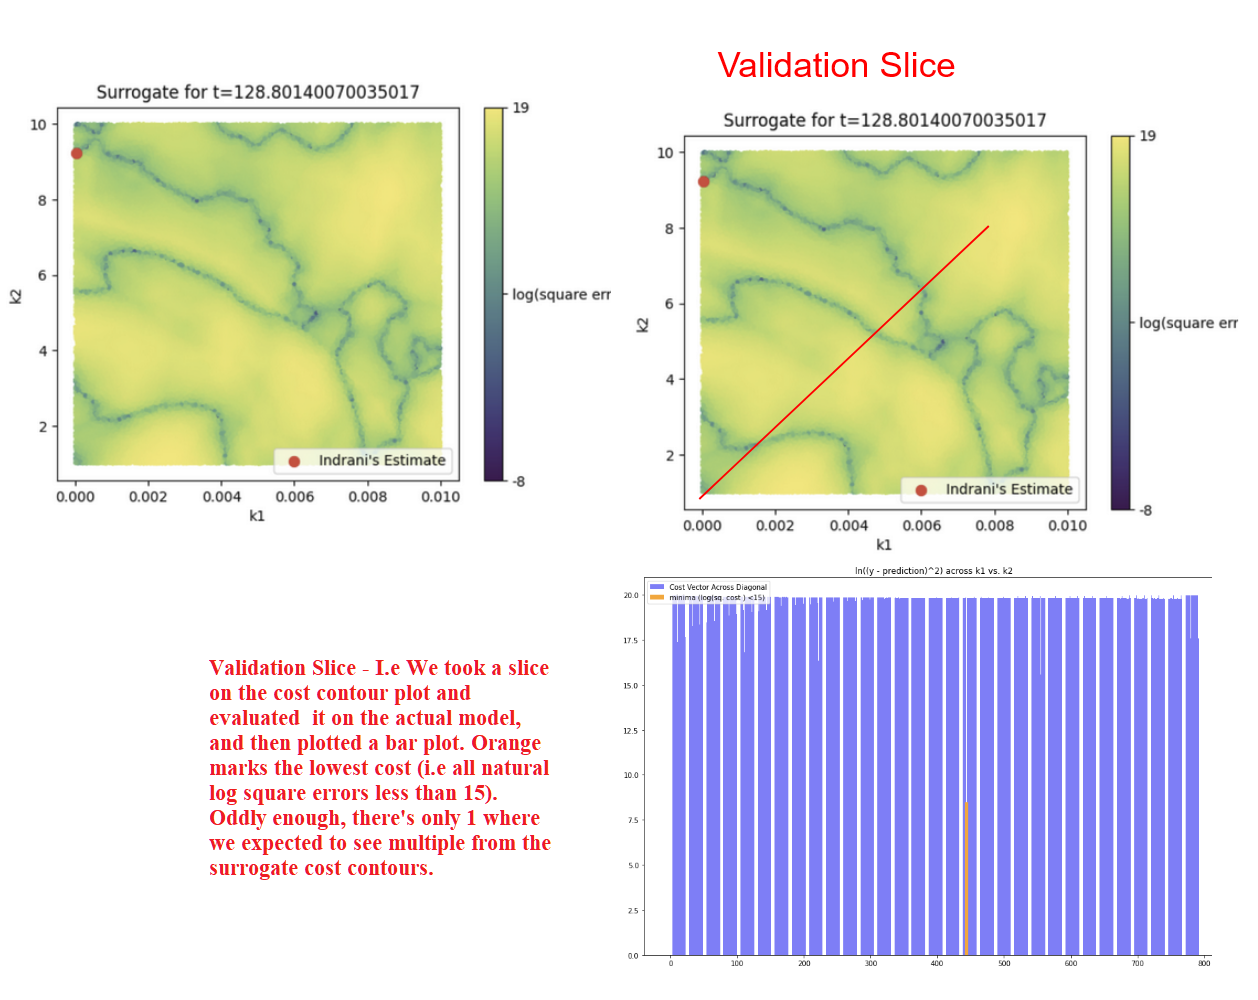 Validation Slice
Surrogate for t=128.80140070035017
10
8
6
4
2
k2
0.000 0.002 0.004 0.006 0.008 0.010
k1
Indrani's Estimate
19
log(square err
-8
Surrogate for t=128.80140070035017
10
8
6
4
2
k2
0.000 0.002 0.004 0.006 0.008 0.010
k1
Indrani's Estimate
19
log(square err
-8
Validation Slice - I.e We took a slice
on the cost contour plot and
evaluated it on the actual model,
and then plotted a bar plot. Orange
marks the lowest cost (i.e all natural
log square errors less than 15).
Oddly enough, there's only 1 where
we expected to see multiple from the
surrogate cost contours.
ln((y - prediction)^2) across k1 vs. k2
Cost Vector Across Diagonal
minima (log(sq. cost ) <15)
20.0
17.5
15.0
12.5
10.0
7.5
5.0
2.5
0.0
0 100 200 300 400 500 600 700 800